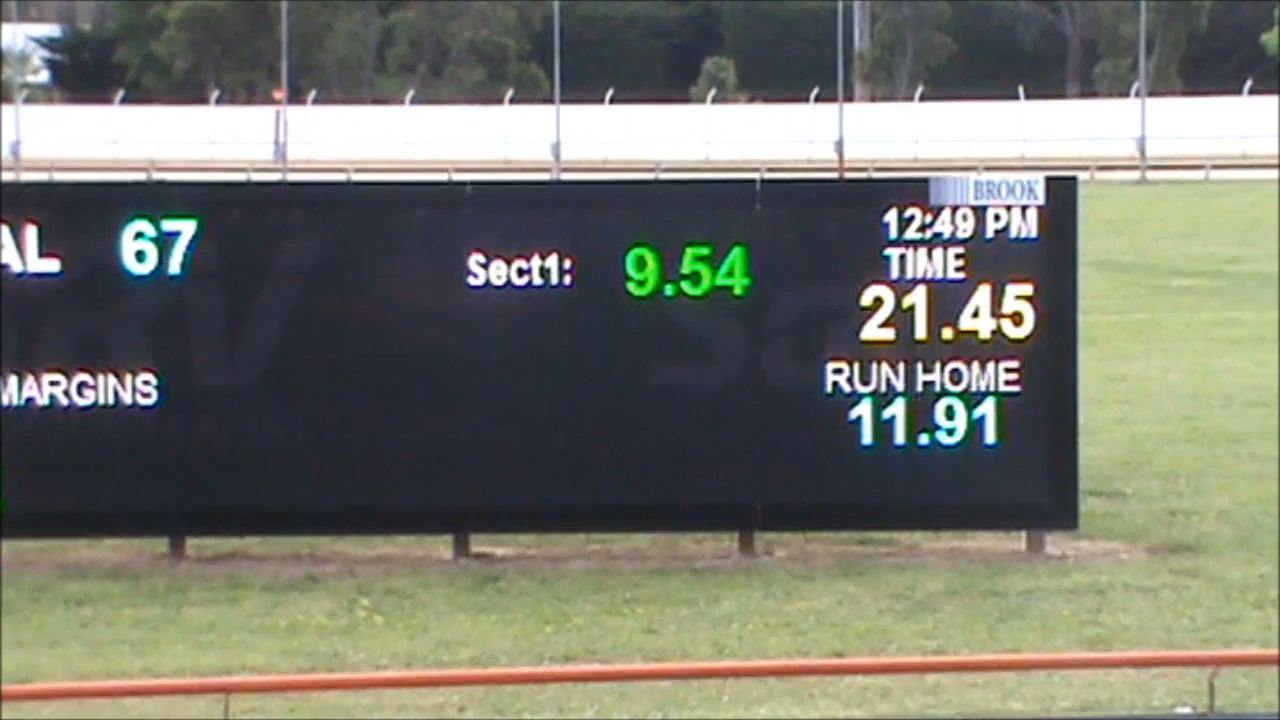 BROOK
12:49 PM
AL 67
Sect1: 9.54
TIME
21.45
RUN HOME
MARGINS
11.91